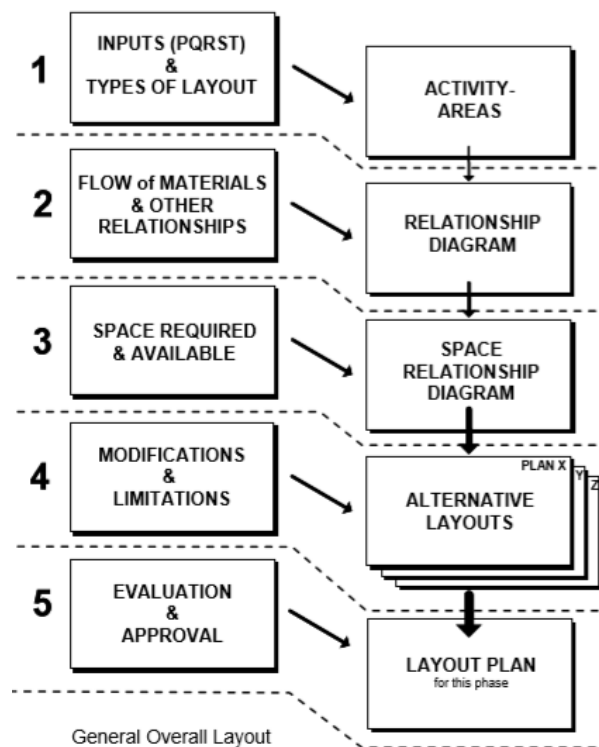 1
INPUTS (PQRST)
&
TYPES OF LAYOUT
ACTIVITY-
AREAS
2
FLOW of MATERIALS
& OTHER
RELATIONSHIPS
RELATIONSHIP
DIAGRAM
3
SPACE REQUIRED
& AVAILABLE
SPACE
RELATIONSHIP
DIAGRAM
4
MODIFICATIONS
&
LIMITATIONS
PLAN X
Y
Z
ALTERNATIVE
LAYOUTS
5
EVALUATION
&
APPROVAL
LAYOUT PLAN
for this phase
General Overall Layout